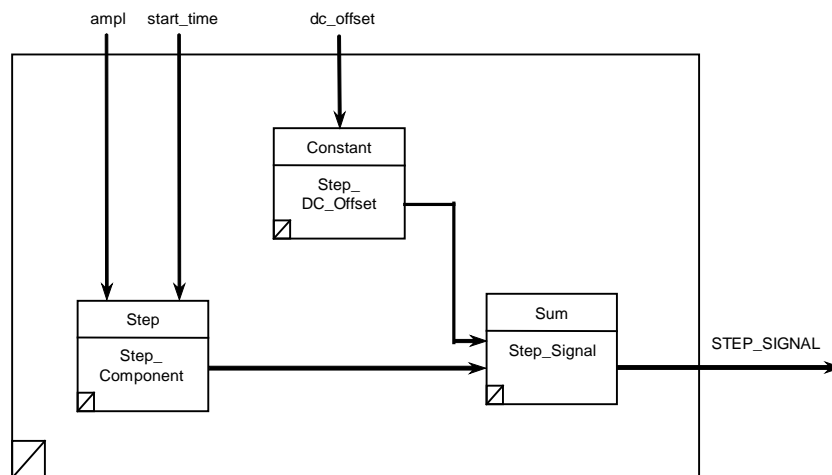 ampl
start_time
dc_offset
Constant
Step_
DC_Offset
Step
Step_
Component
Sum
Step_Signal
STEP_SIGNAL